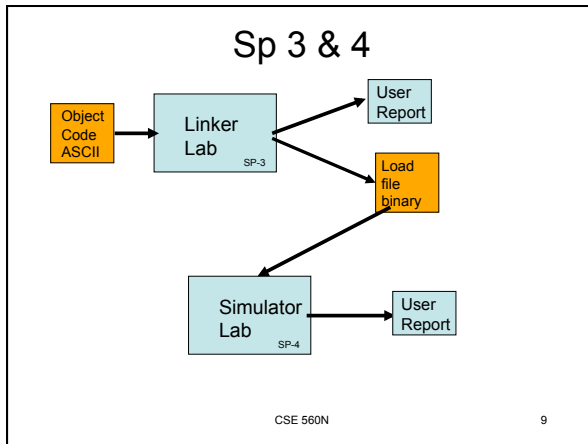 Sp 3 & 4
Object
Code
ASCII
Linker
Lab
SP-3
User
Report
Load
file
binary
Simulator
Lab
SP-4
User
Report
CSE 560N
9